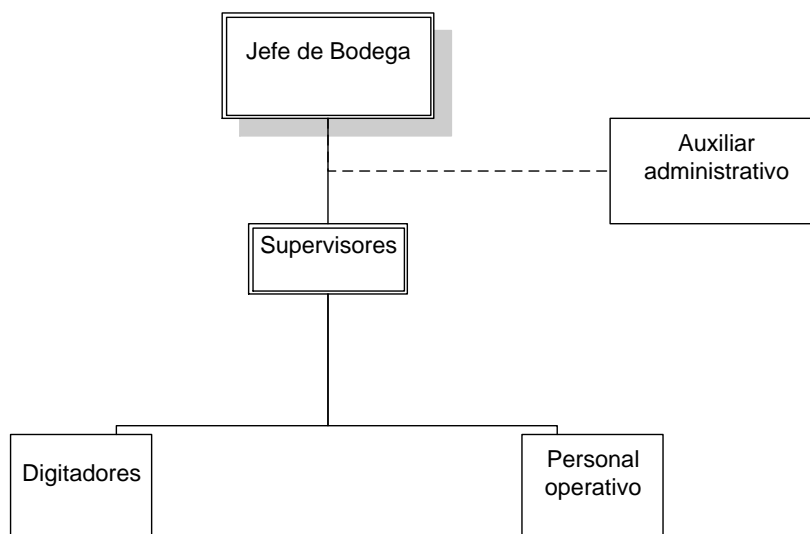 Jefe de Bodega
Auxiliar
administrativo
Supervisores
Digitadores
Personal
operativo